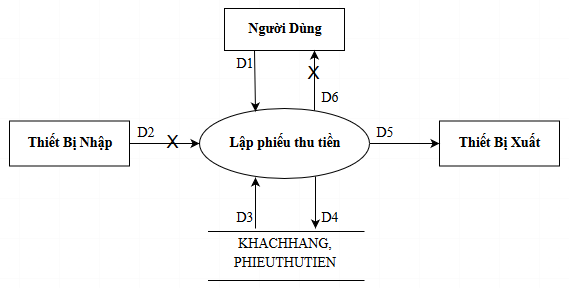 Người Dùng
D1
X
D6
Thiết Bị Nhập
D2
X
Lập phiếu thu tiền
D5
Thiết Bị Xuất
D3
D4
KHACHHANG,
PHIEUTHUTIEN